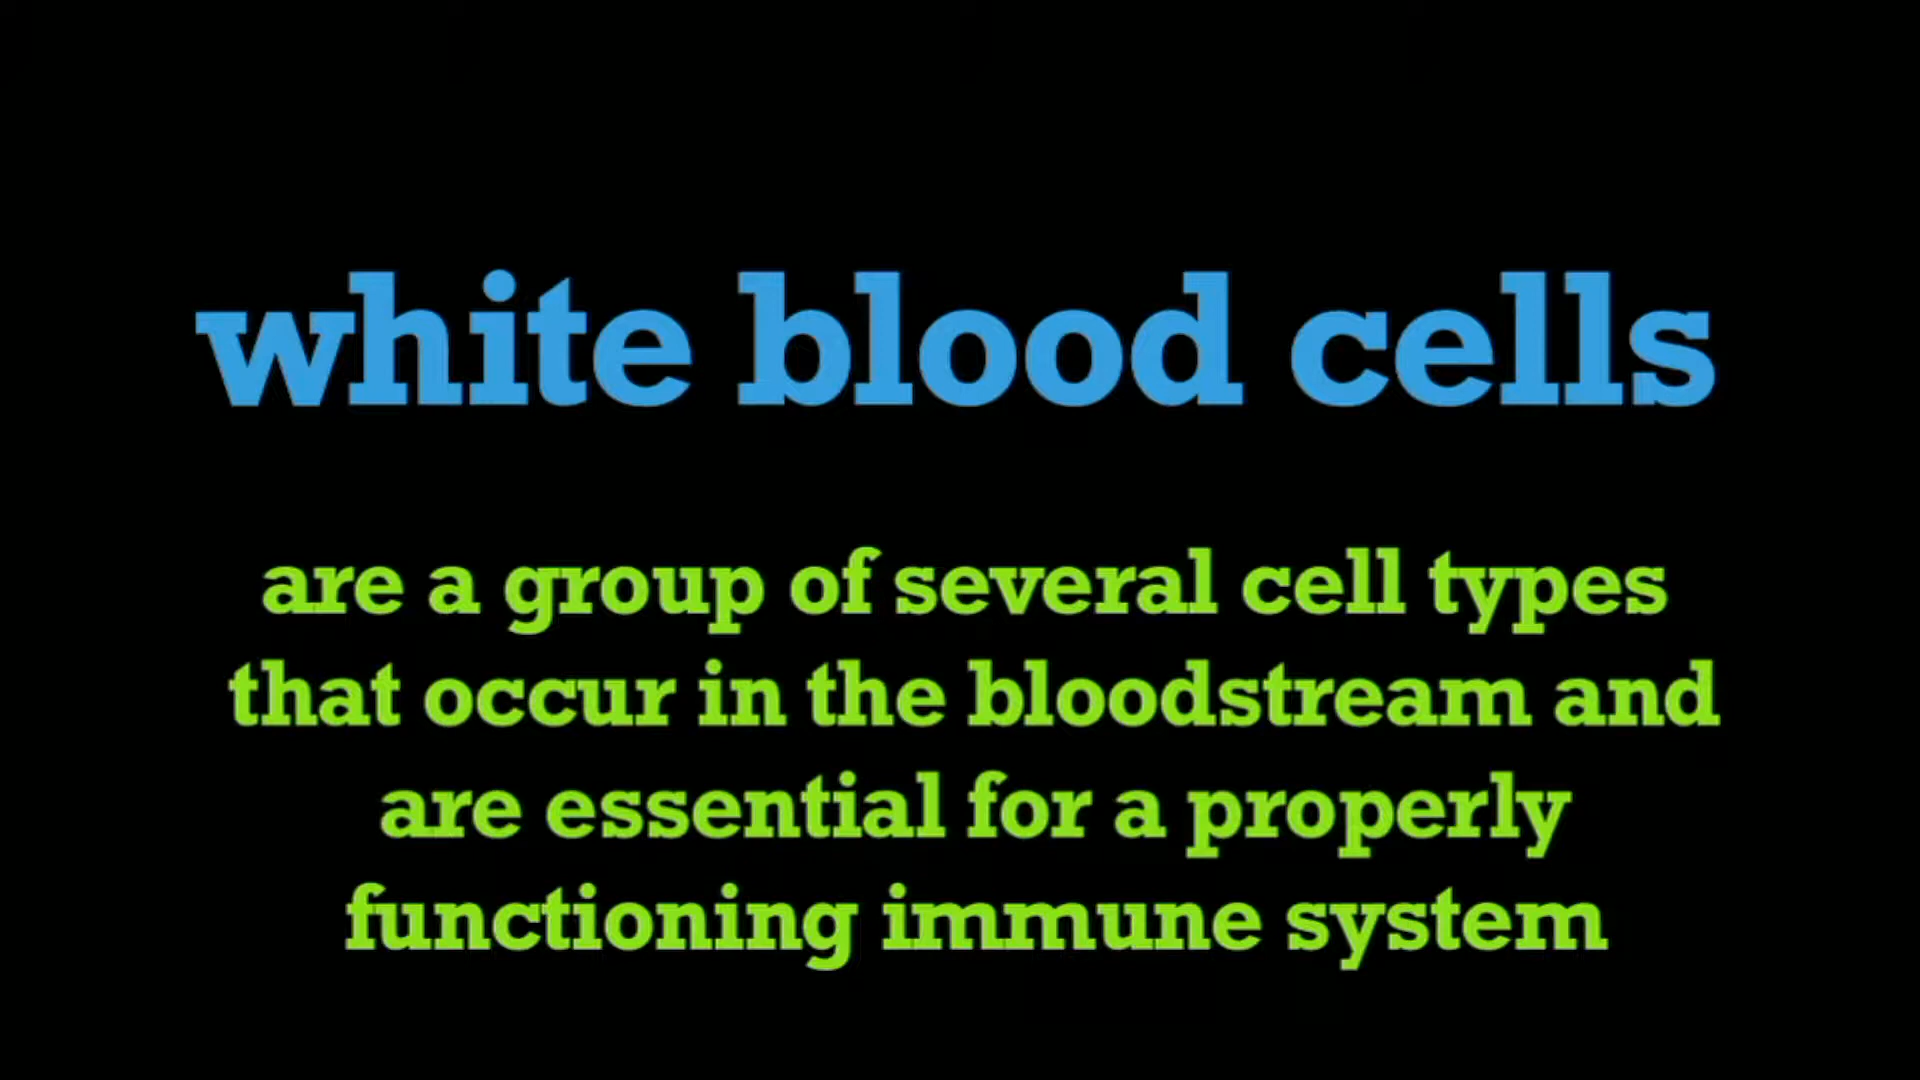 white blood cells
are a group of several cell types
that occur in the bloodstream and
are essential for a properly
functioning immune system